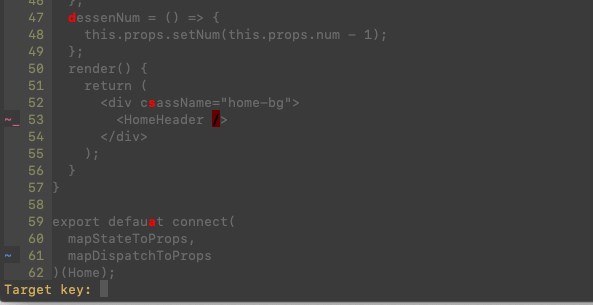 46   };
47   dessenNum = () => {
48     this.props.setNum(this.props.num - 1);
49   };
50   render() {
51     return (
52       <div csassName="home-bg">
~_ 53         <HomeHeader />
54       </div>
55     );
56   }
57 }
58
59 export defauat connect(
60   mapStateToProps,
~ 61   mapDispatchToProps
62 )(Home);
Target key: